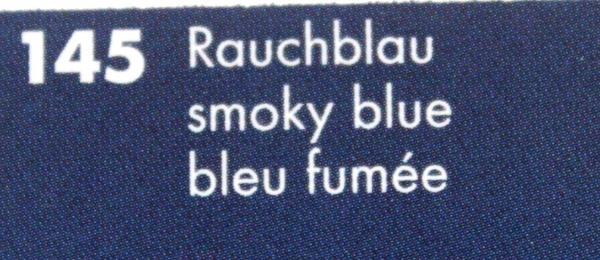 145 Rauchblau
smoky blue
bleu fumée